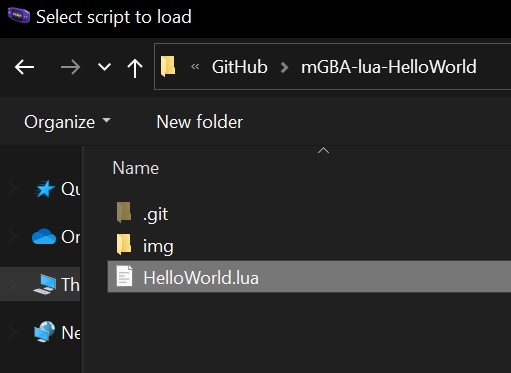 Select script to load
« GitHub > mGBA-lua-HelloWorld
Organize New folder
Name
Qu
.git
Or
img
Th
HelloWorld.lua
Ne